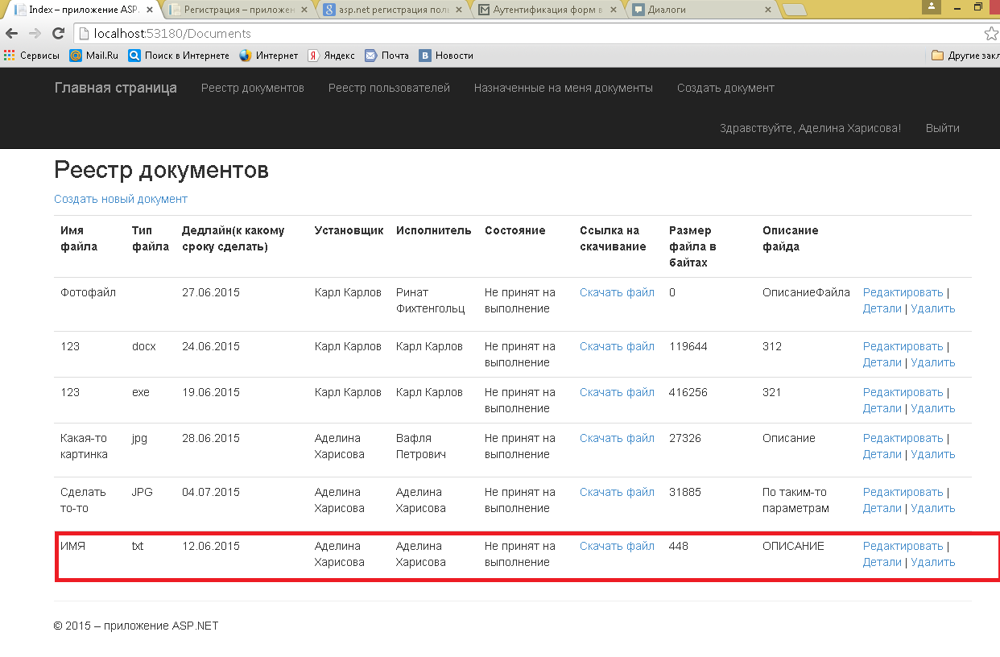 Index – приложение ASP.
Регистрация – приложен
asp.net регистрация пол
Аутентификация форм в
Диалоги
localhost:53180/Documents
Сервисы Mail.Ru Поиск в Интернете Интернет Яндекс Почта Новости Другие закл
Главная страница Реестр документов Реестр пользователей Назначенные на меня документы Создать документ
Здравствуйте, Аделина Харисова! Выйти
Реестр документов
Создать новый документ
Имя Тип Дедлайн(к какому Установщик Исполнитель Состояние Ссылка на Размер Описание
файла файла сроку сделать) скачивание файла в файда
байтах
Фотофайл 27.06.2015 Карл Карлов Ринат Не принят на Скачать файл 0 ОписаниеФайла Редактировать |
Фихтенгольц выполнение Детали | Удалить
123 docx 24.06.2015 Карл Карлов Карл Карлов Не принят на Скачать файл 119644 312 Редактировать |
выполнение Детали | Удалить
123 exe 19.06.2015 Карл Карлов Карл Карлов Не принят на Скачать файл 416256 321 Редактировать |
выполнение Детали | Удалить
Какая-то jpg 28.06.2015 Аделина Вафля Не принят на Скачать файл 27326 Описание Редактировать |
картинка Харисова Петрович выполнение Детали | Удалить
Сделать JPG 04.07.2015 Аделина Аделина Не принят на Скачать файл 31885 По таким-то Редактировать |
то-то Харисова Харисова выполнение параметрам Детали | Удалить
ИМЯ txt 12.06.2015 Аделина Аделина Не принят на Скачать файл 448 ОПИСАНИЕ Редактировать |
Харисова Харисова выполнение Детали | Удалить
© 2015 – приложение ASP.NET